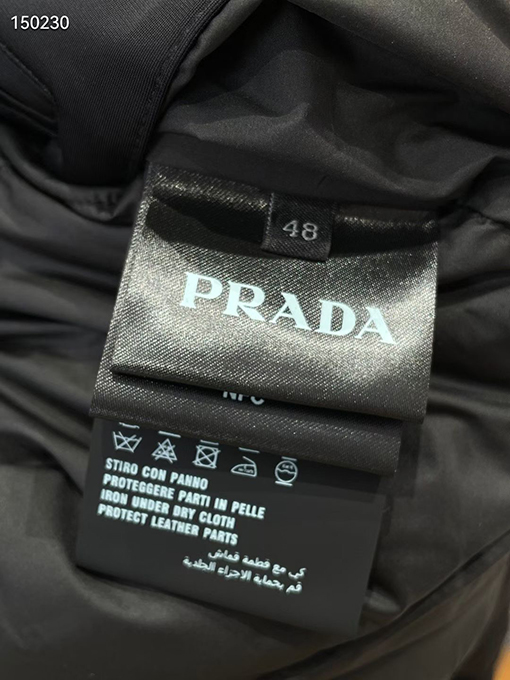 150230
48
PRADA
NFC
STIRO CON PANNO
PROTEGGERE PARTI IN PELLE
IRON UNDER DRY CLOTH
PROTECT LEATHER PARTS
كي مع قطعة قماش
قم بحماية الاجزاء الجلدية